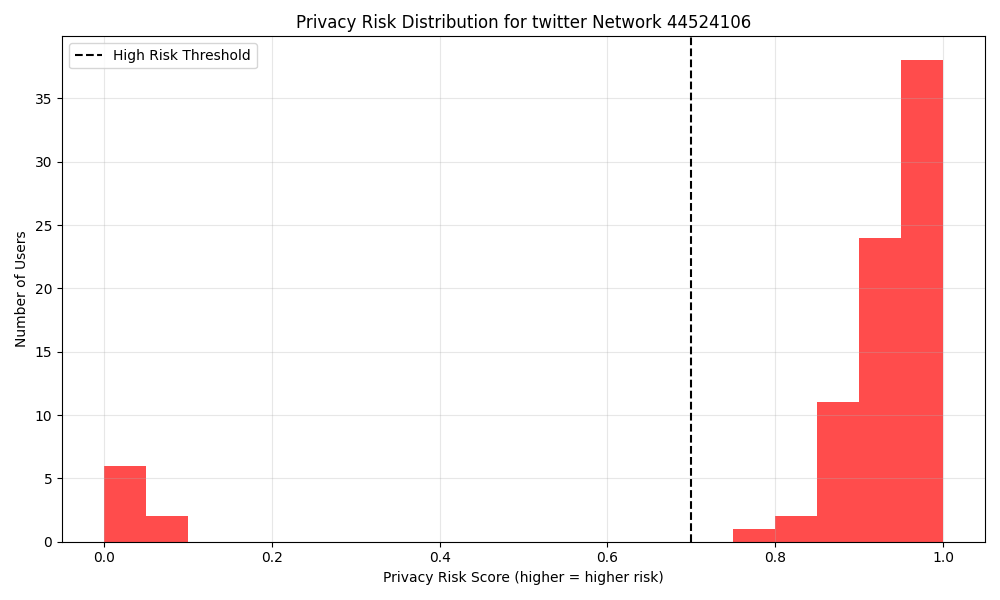 Privacy Risk Distribution for twitter Network 44524106
High Risk Threshold
Number of Users
35
30
25
20
15
10
5
0
0.0 0.2 0.4 0.6 0.8 1.0
Privacy Risk Score (higher = higher risk)